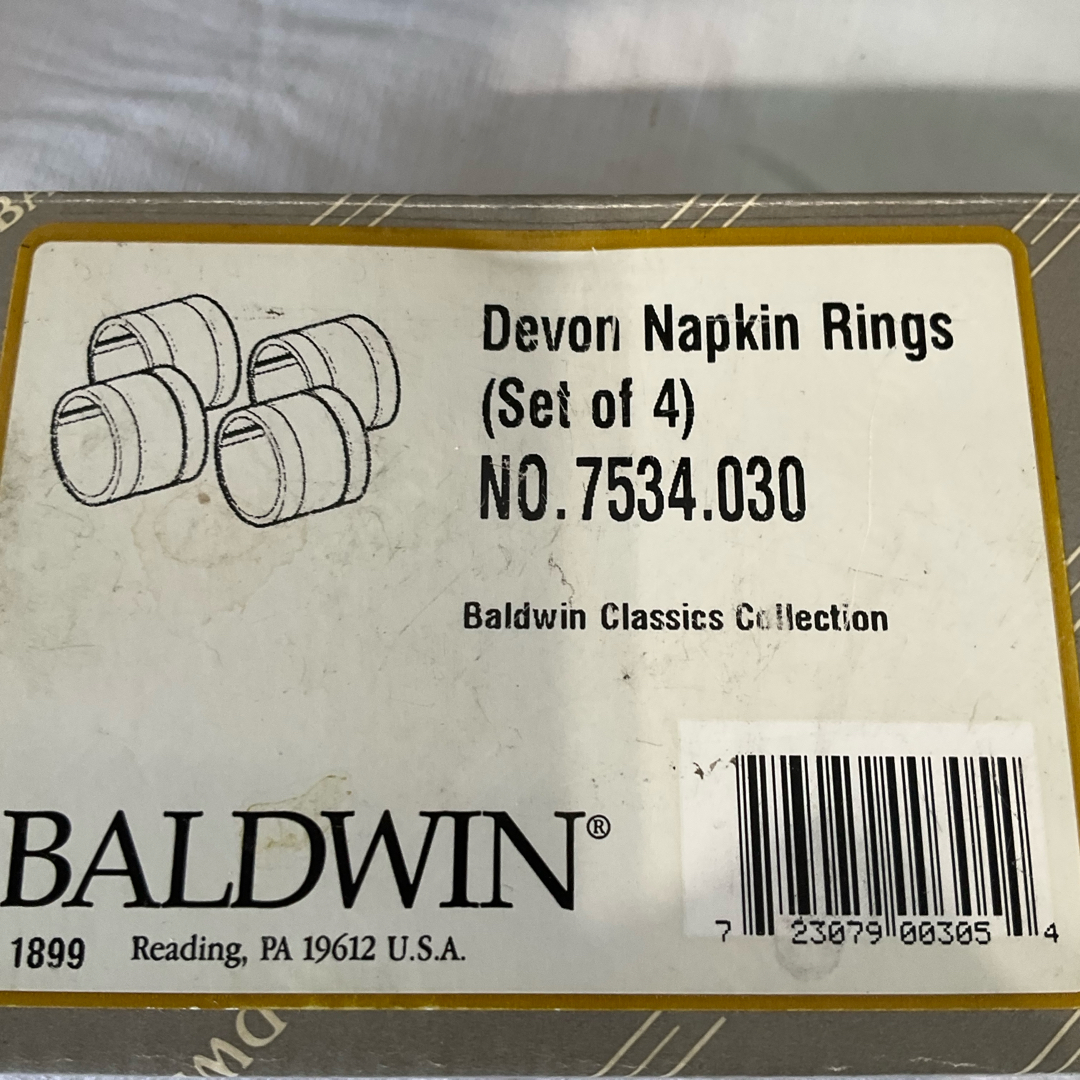 Devon Napkin Rings
(Set of 4)
NO.7534.030
Baldwin Classics Collection
BALDWIN®
1899 Reading, PA 19612 U.S.A.
7 23079 00305 4